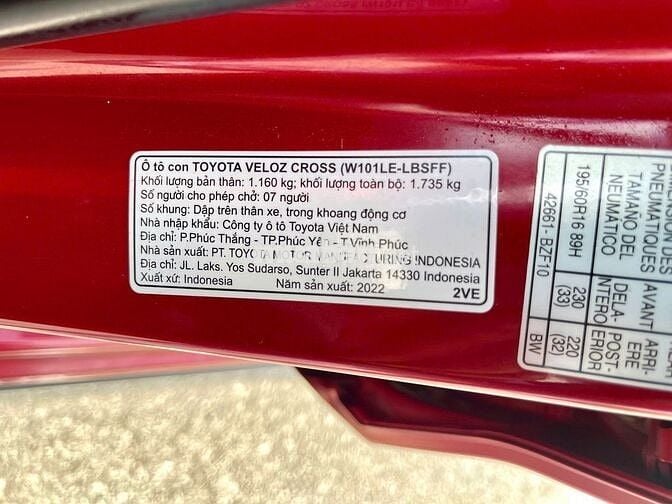 Ô tô con TOYOTA VELOZ CROSS (W101LE-LBSFF)
Khối lượng bản thân: 1.160 kg; khối lượng toàn bộ: 1.735 kg
Số người cho phép chở: 07 người
Số khung: Dập trên thân xe, trong khoang động cơ
Nhà nhập khẩu: Công ty ô tô Toyota Việt Nam
Địa chỉ: P.Phúc Thắng - TP.Phúc Yên - T.Vĩnh Phúc
Nhà sản xuất: PT. TOYOTA MOTOR MANUFACTURING INDONESIA
Địa chỉ: JL. Laks. Yos Sudarso, Sunter II Jakarta 14330 Indonesia
Xuất xứ: Indonesia Năm sản xuất: 2022
2VE
PNEUMATIQUES
TAMAÑO DEL
NEUMATICO
195/60R16 89H
42661-BZF10
AVANT
DELA-
NTERO
230
(33)
ARRI-
ERE
POST-
ERIOR
220
(32)
BW